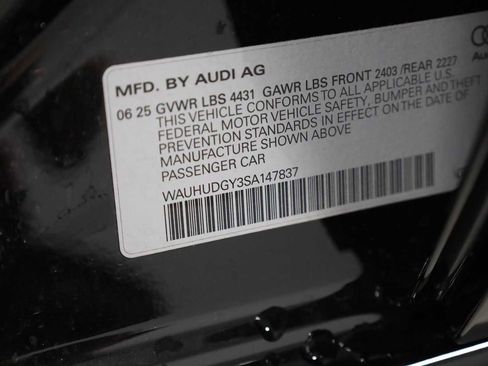 MFD. BY AUDI AG
06 25 GVWR LBS 4431 GAWR LBS FRONT 2403 /REAR 2227
THIS VEHICLE CONFORMS TO ALL APPLICABLE U.S.
FEDERAL MOTOR VEHICLE SAFETY, BUMPER AND THEFT
PREVENTION STANDARDS IN EFFECT ON THE DATE OF
MANUFACTURE SHOWN ABOVE
PASSENGER CAR
WAUHUDGY3SA147837